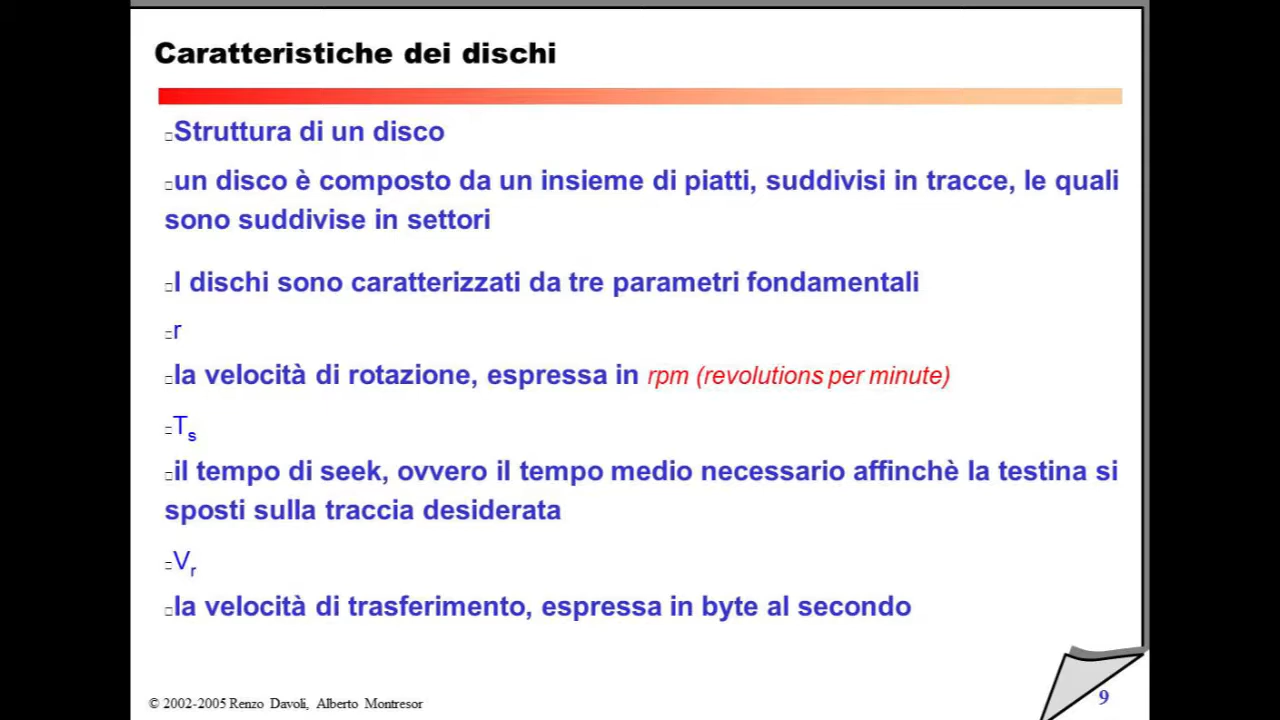 Caratteristiche dei dischi
Struttura di un disco
un disco è composto da un insieme di piatti, suddivisi in tracce, le quali
sono suddivise in settori
I dischi sono caratterizzati da tre parametri fondamentali
r
la velocità di rotazione, espressa in rpm (revolutions per minute)
Ts
il tempo di seek, ovvero il tempo medio necessario affinchè la testina si
sposti sulla traccia desiderata
Vr
la velocità di trasferimento, espressa in byte al secondo
© 2002-2005 Renzo Davoli, Alberto Montresor
9